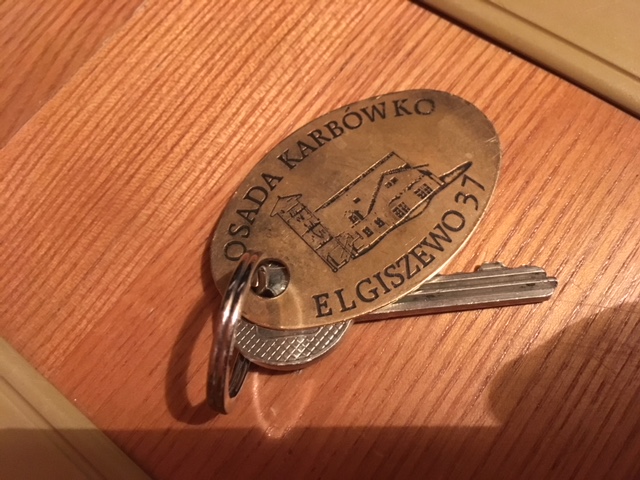 OSADA KARBÓWKO
ELGISZEWO 37